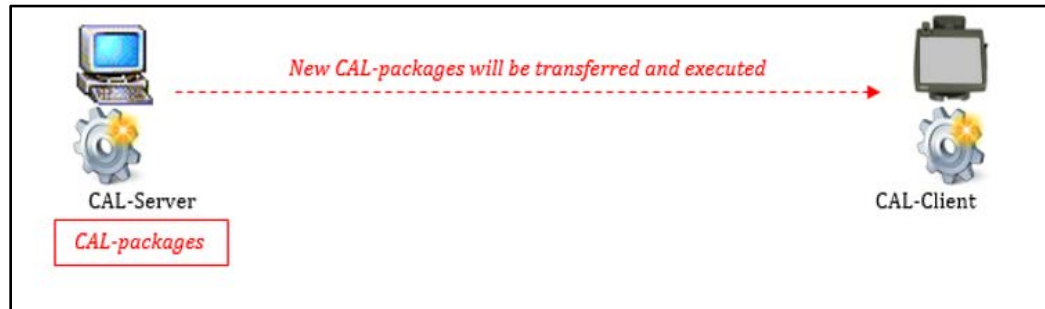 New CAL-packages will be transferred and executed
CAL-Server
CAL-Client
CAL-packages